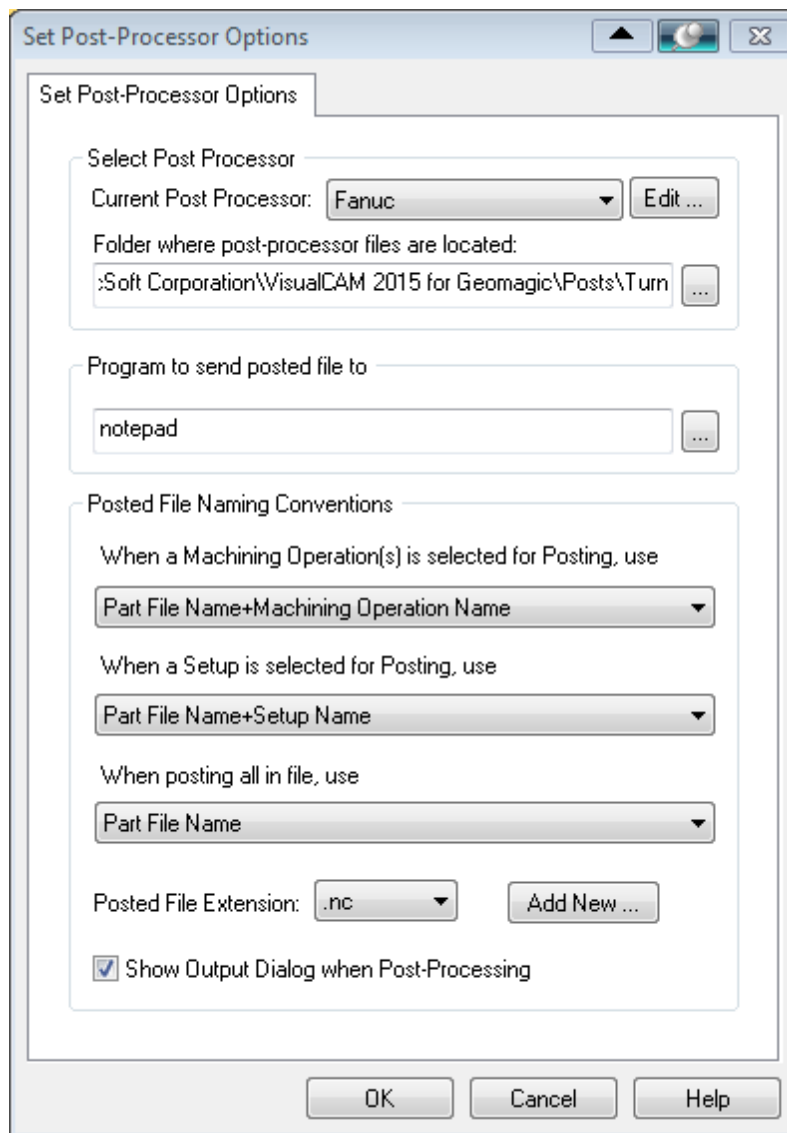 Set Post-Processor Options
Set Post-Processor Options
Select Post Processor
Current Post Processor: Fanuc Edit ...
Folder where post-processor files are located:
:Soft Corporation\VisualCAM 2015 for Geomagic\Posts\Turn ...
Program to send posted file to
notepad ...
Posted File Naming Conventions
When a Machining Operation(s) is selected for Posting, use
Part File Name+Machining Operation Name
When a Setup is selected for Posting, use
Part File Name+Setup Name
When posting all in file, use
Part File Name
Posted File Extension: .nc Add New ...
Show Output Dialog when Post-Processing
OK Cancel Help